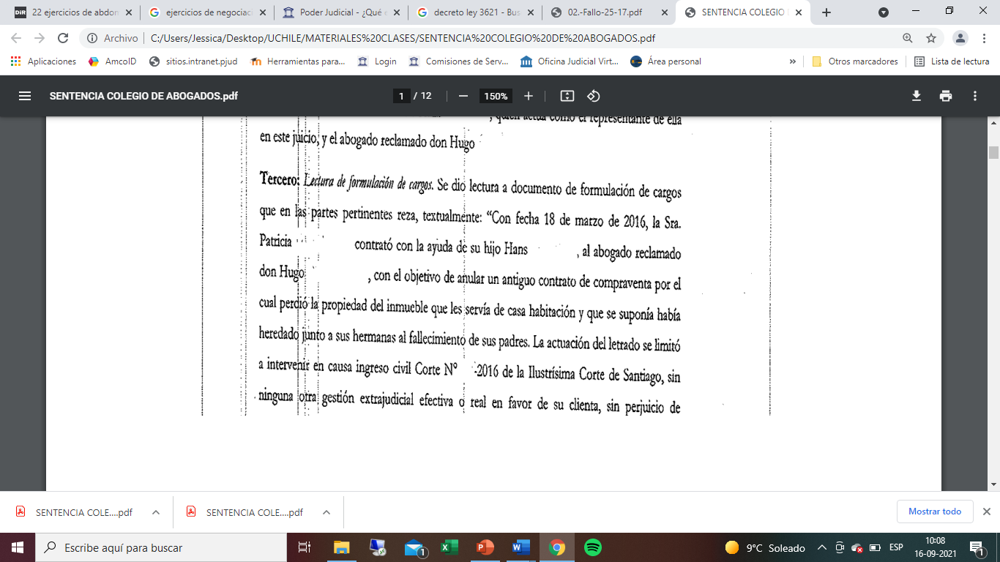 22 ejercicios de abdom
ejercicios de negociac
Poder Judicial - ¿Qué e
decreto ley 3621 - Bus
02.-Fallo-25-17.pdf
SENTENCIA COLEGIO
Archivo
C:/Users/Jessica/Desktop/UCHILE/MATERIALES%20CLASES/SENTENCIA%20COLEGIO%20DE%20ABOGADOS.pdf
Aplicaciones
AmcoID
sitios.intranet.pjud
Herramientas para...
Login
Comisiones de Serv...
Oficina Judicial Virt...
Área personal
»
Otros marcadores
Lista de lectura
SENTENCIA COLEGIO DE ABOGADOS.pdf
1 / 12
150%
, quien actúa como el representante de ella
en este juicio, y el abogado reclamado don Hugo
Tercero: Lectura de formulación de cargos. Se dio lectura a documento de formulación de cargos
que en las partes pertinentes reza, textualmente: “Con fecha 18 de marzo de 2016, la Sra.
Patricia contrató con la ayuda de su hijo Hans , al abogado reclamado
don Hugo , con el objetivo de anular un antiguo contrato de compraventa por el
cual perdió la propiedad del inmueble que les servía de casa habitación y que se suponía había
heredado junto a sus hermanas al fallecimiento de sus padres. La actuación del letrado se limitó
a intervenir en causa ingreso civil Corte N° -2016 de la Ilustrísima Corte de Santiago, sin
ninguna otra gestión extrajudicial efectiva o real en favor de su clienta, sin perjuicio de
SENTENCIA COLE....pdf
SENTENCIA COLE....pdf
Mostrar todo
Escribe aquí para buscar
1
9°C Soleado
ESP
10:08
16-09-2021
1